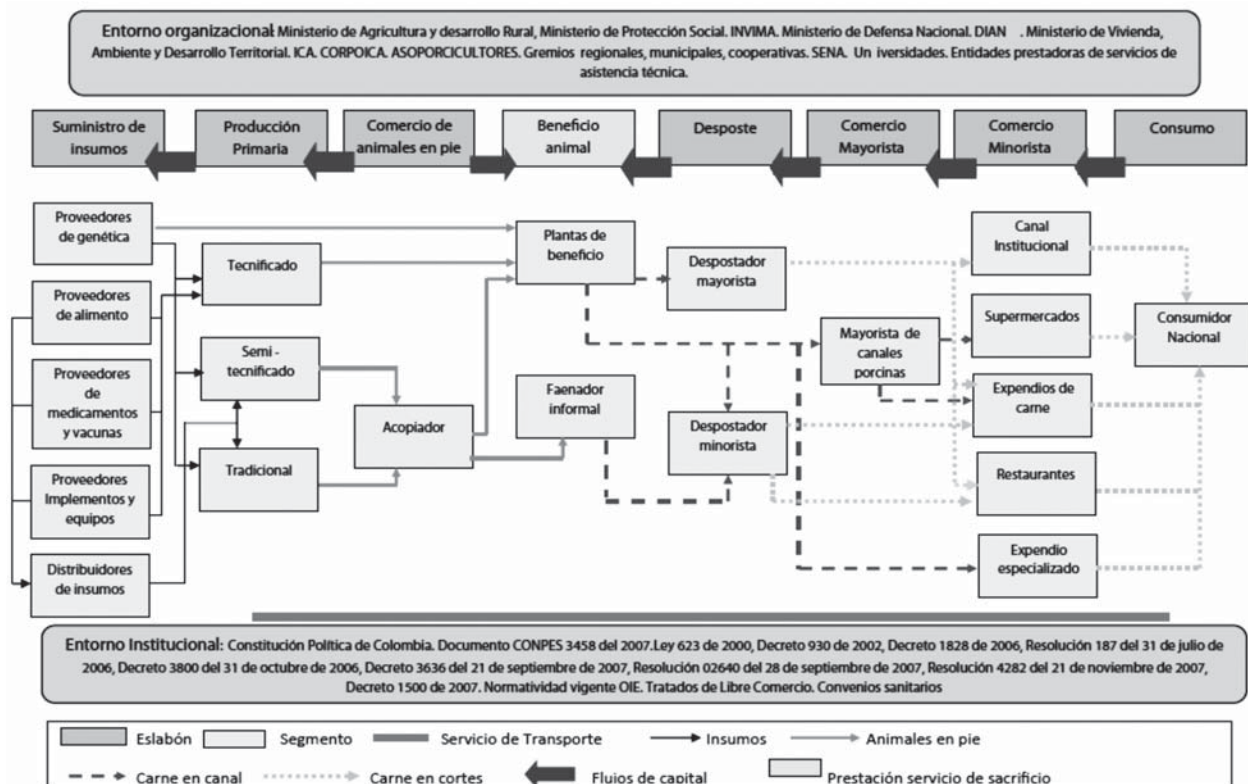 Entorno organizacional: Ministerio de Agricultura y desarrollo Rural, Ministerio de Protección Social. INVIMA. Ministerio de Defensa Nacional. DIAN . Ministerio de Vivienda,
Ambiente y Desarrollo Territorial. ICA. CORPOICA. ASOPORCICULTORES. Gremios regionales, municipales, cooperativas. SENA. Un iversidades. Entidades prestadoras de servicios de
asistencia técnica.
Suministro de
insumos
Producción
Primaria
Comercio de
animales en pie
Beneficio
animal
Desposte
Comercio
Mayorista
Comercio
Minorista
Consumo
Proveedores
de genética
Proveedores
de alimento
Proveedores
de
medicamentos
y vacunas
Proveedores
Implementos y
equipos
Distribuidores
de insumos
Tecnificado
Semi -
tecnificado
Tradicional
Acopiador
Plantas de
beneficio
Faenador
informal
Despostador
mayorista
Despostador
minorista
Mayorista de
canales
porcinas
Canal
Institucional
Supermercados
Expendios de
carne
Restaurantes
Expendio
especializado
Consumidor
Nacional
Entorno Institucional: Constitución Política de Colombia. Documento CONPES 3458 del 2007.Ley 623 de 2000, Decreto 930 de 2002, Decreto 1828 de 2006, Resolución 187 del 31 de julio de
2006, Decreto 3800 del 31 de octubre de 2006, Decreto 3636 del 21 de septiembre de 2007, Resolución 02640 del 28 de septiembre de 2007, Resolución 4282 del 21 de noviembre de 2007,
Decreto 1500 de 2007. Normatividad vigente OIE. Tratados de Libre Comercio. Convenios sanitarios
Eslabón Segmento Servicio de Transporte Insumos Animales en pie
Carne en canal Carne en cortes Flujos de capital Prestación servicio de sacrificio